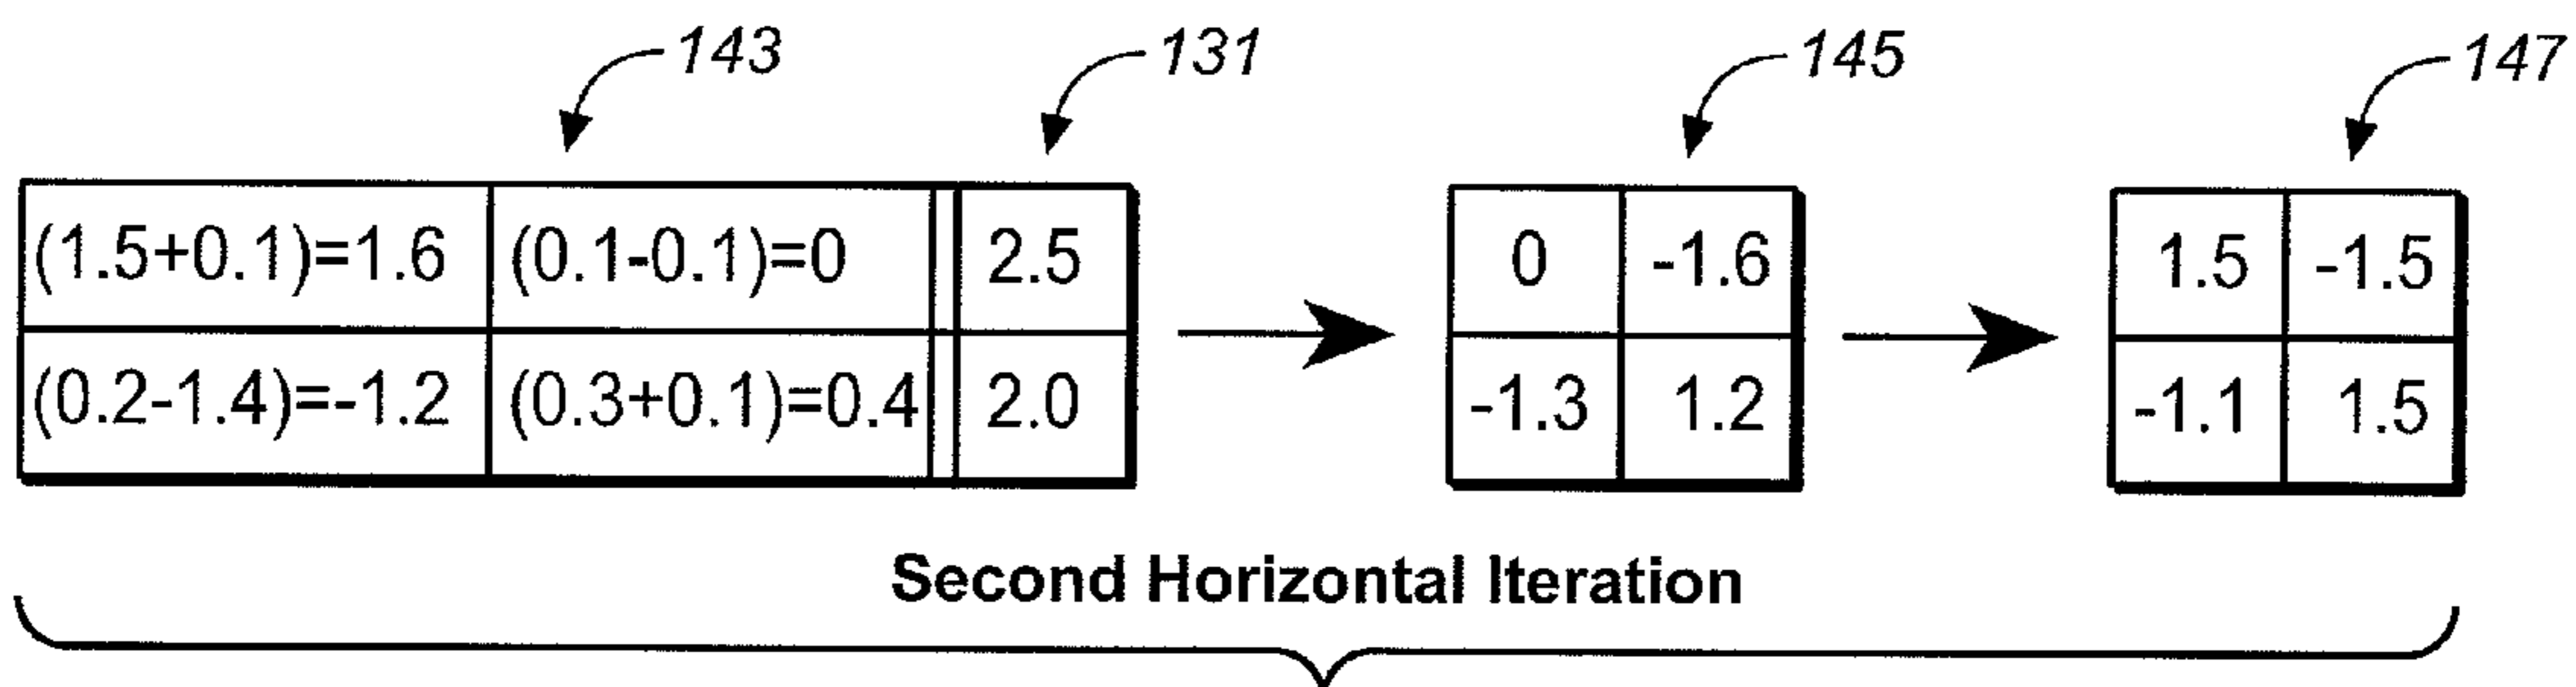 143 131 145 147
(1.5+0.1)=1.6 (0.1-0.1)=0 2.5 0 -1.6 1.5 -1.5
(0.2-1.4)=-1.2 (0.3+0.1)=0.4 2.0 -1.3 1.2 -1.1 1.5
Second Horizontal Iteration